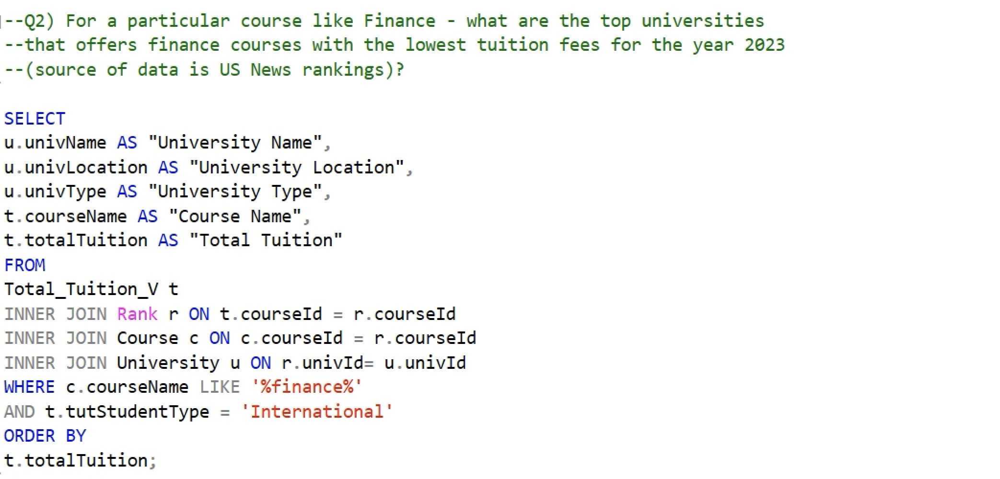 --Q2) For a particular course like Finance - what are the top universities
--that offers finance courses with the lowest tuition fees for the year 2023
--(source of data is US News rankings)?
SELECT
u.univName AS "University Name",
u.univLocation AS "University Location",
u.univType AS "University Type",
t.courseName AS "Course Name",
t.totalTuition AS "Total Tuition"
FROM
Total_Tuition_V t
INNER JOIN Rank r ON t.courseId = r.courseId
INNER JOIN Course c ON c.courseId = r.courseId
INNER JOIN University u ON r.univId= u.univId
WHERE c.courseName LIKE '%finance%'
AND t.tutStudentType = 'International'
ORDER BY
t.totalTuition;